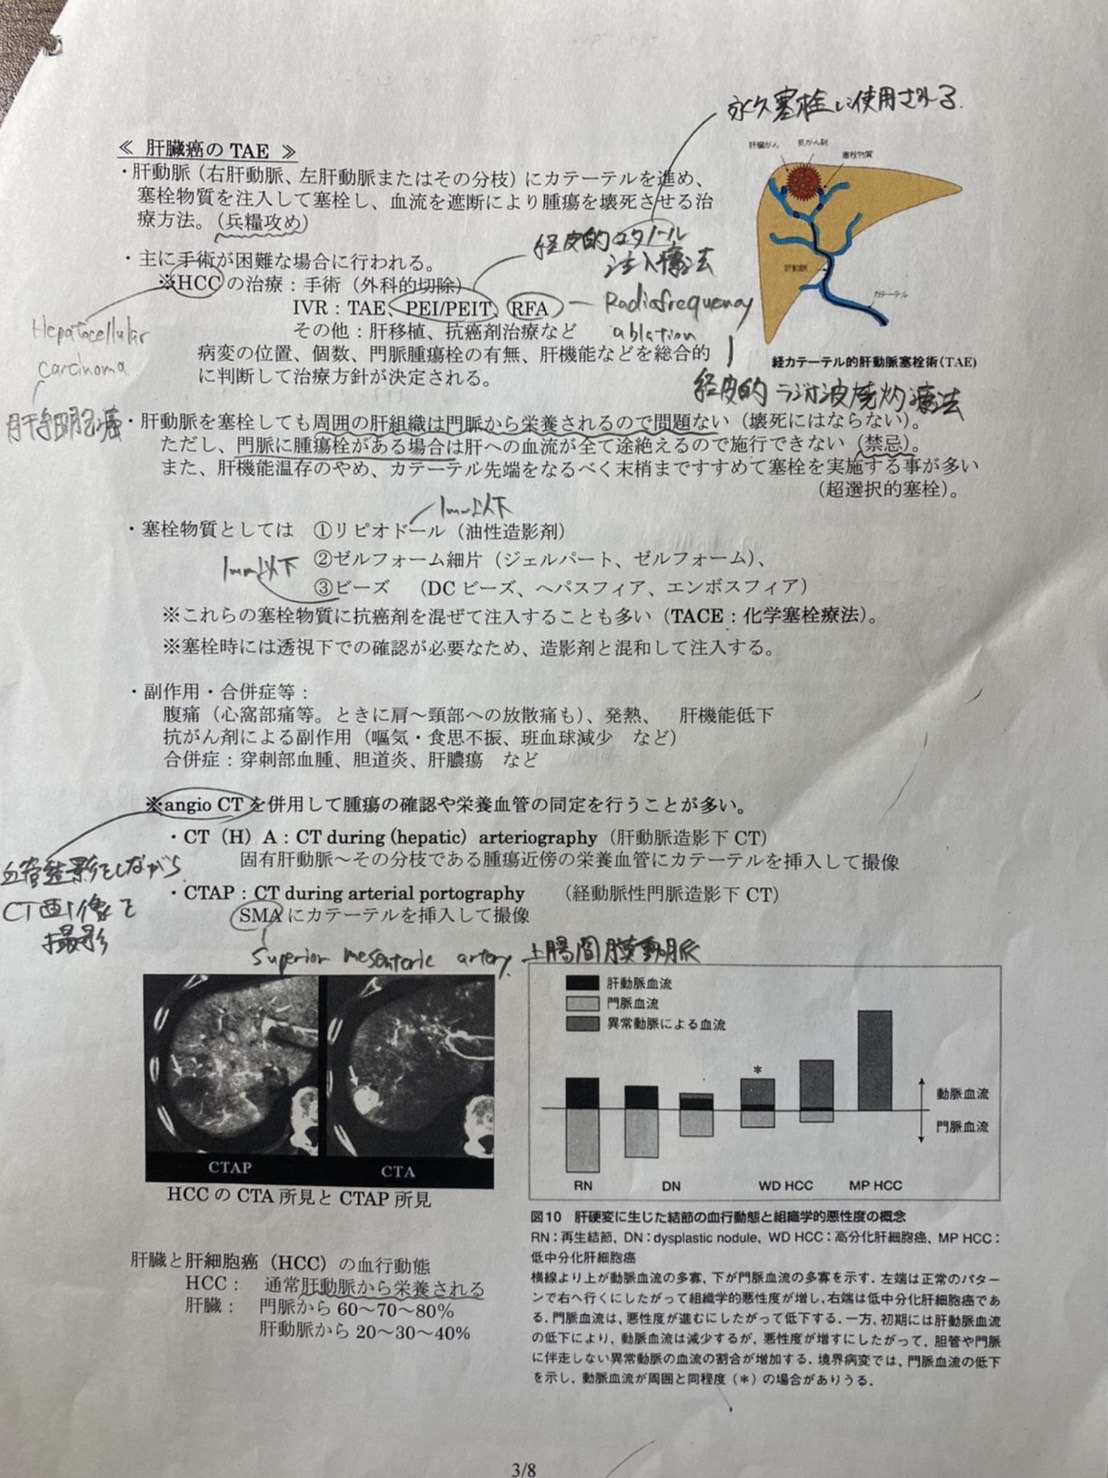 永久塞栓に使用される.
≪ 肝臓癌の TAE ≫
・肝動脈（右肝動脈、左肝動脈またはその分枝）にカテーテルを進め、
塞栓物質を注入して塞栓し、血流を遮断により腫瘍を壊死させる治
療方法。（兵糧攻め）
肝臓がん
抗がん剤
塞栓物質
肝動脈
カテーテル
経カテーテル的肝動脈塞栓術(TAE)
経皮的エタノール
注入療法
・主に手術が困難な場合に行われる。
※HCC の治療：手術（外科的切除）
IVR：TAE、PEI/PEIT、RFA
Radiofrequency
ablation
経皮的ラジオ波焼灼療法
その他：肝移植、抗癌剤治療など
病変の位置、個数、門脈腫瘍栓の有無、肝機能などを総合的
に判断して治療方針が決定される。
Hepatocellular
carcinoma
肝細胞癌
・肝動脈を塞栓しても周囲の肝組織は門脈から栄養されるので問題ない（壊死にはならない）。
ただし、門脈に腫瘍栓がある場合は肝への血流が全て途絶えるので施行できない（禁忌）。
また、肝機能温存のやめ、カテーテル先端をなるべく末梢まですすめて塞栓を実施する事が多い
（超選択的塞栓）。
1mm以下
・塞栓物質としては ①リピオドール（油性造影剤）
②ゼルフォーム細片（ジェルパート、ゼルフォーム）、
1mm以下
③ビーズ （DC ビーズ、ヘパスフィア、エンボスフィア）
※これらの塞栓物質に抗癌剤を混ぜて注入することも多い（TACE：化学塞栓療法）。
※塞栓時には透視下での確認が必要なため、造影剤と混和して注入する。
・副作用・合併症等：
腹痛（心窩部痛等。ときに肩～頸部への放散痛も）、発熱、 肝機能低下
抗がん剤による副作用（嘔気・食思不振、班血球減少 など）
合併症：穿刺部血腫、胆道炎、肝膿瘍 など
※angio CT を併用して腫瘍の確認や栄養血管の同定を行うことが多い。
・CT（H）A：CT during (hepatic) arteriography（肝動脈造影下 CT）
固有肝動脈～その分枝である腫瘍近傍の栄養血管にカテーテルを挿入して撮像
血管造影をしながら
CT画像を
撮影
・CTAP：CT during arterial portography （経動脈性門脈造影下 CT）
SMA にカテーテルを挿入して撮像
Superior mesenteric artery. 上腸間膜動脈
CTAP
CTA
HCC の CTA 所見と CTAP 所見
肝動脈血流
門脈血流
異常動脈による血流
*
動脈血流
門脈血流
RN DN WD HCC MP HCC
図10 肝硬変に生じた結節の血行動態と組織学的悪性度の概念
RN：再生結節，DN：dysplastic nodule，WD HCC：高分化肝細胞癌，MP HCC：
低中分化肝細胞癌
横線より上が動脈血流の多寡，下が門脈血流の多寡を示す．左端は正常のパター
ンで右へ行くにしたがって組織学的悪性度が増し，右端は低中分化肝細胞癌であ
る．門脈血流は，悪性度が進むにしたがって低下する．一方，初期には肝動脈血流
の低下により，動脈血流は減少するが，悪性度が増すにしたがって，胆管や門脈
に伴走しない異常動脈の血流の割合が増加する．境界病変では，門脈血流の低下
を示し，動脈血流が周囲と同程度（*）の場合がありうる．
肝臓と肝細胞癌（HCC）の血行動態
HCC： 通常肝動脈から栄養される
肝臓： 門脈から 60～70～80%
肝動脈から 20～30～40%
3/8